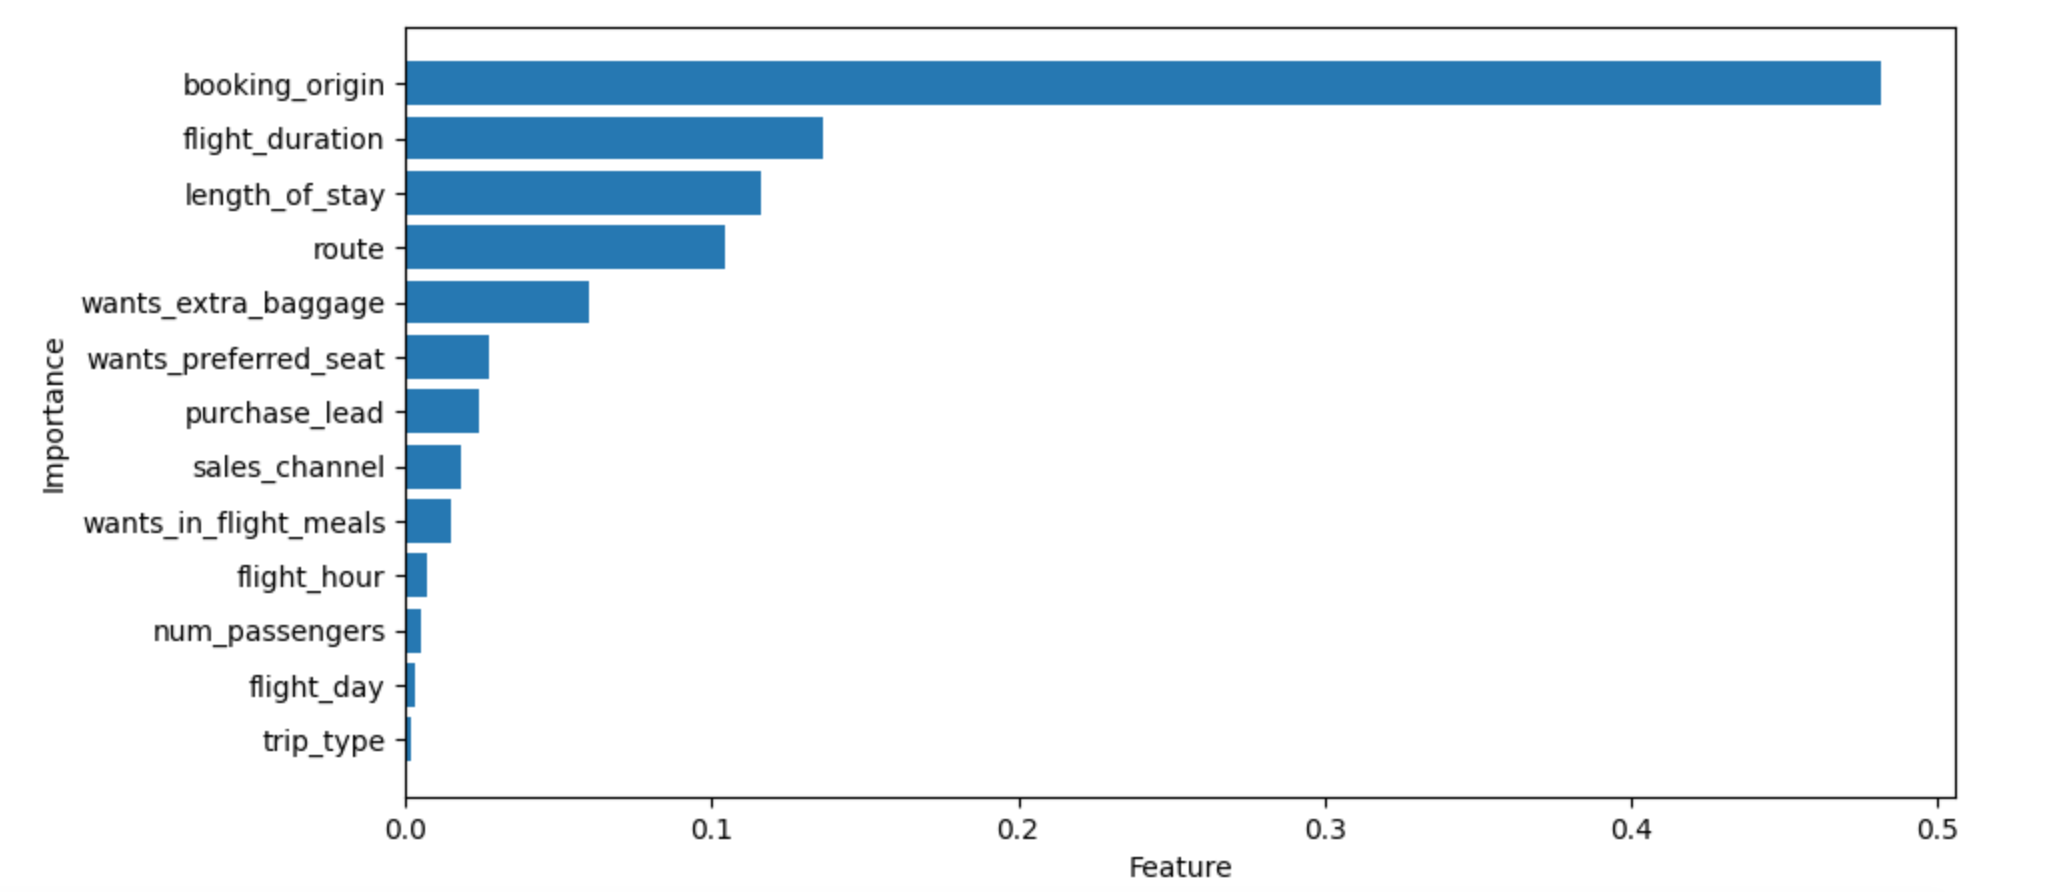 booking_origin
flight_duration
length_of_stay
route
wants_extra_baggage
wants_preferred_seat
purchase_lead
sales_channel
wants_in_flight_meals
flight_hour
num_passengers
flight_day
trip_type
Importance
0.0 0.1 0.2 0.3 0.4 0.5
Feature